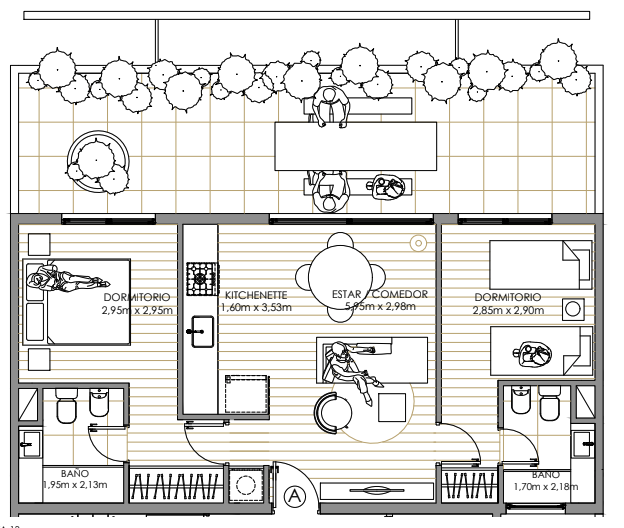 DORMITORIO
2,95m x 2,95m
KITCHENETTE
1,60m x 3,53m
ESTAR / COMEDOR
5,95m x 2,98m
DORMITORIO
2,85m x 2,90m
BAÑO
1,95m x 2,13m
A
BAÑO
1,70m x 2,18m